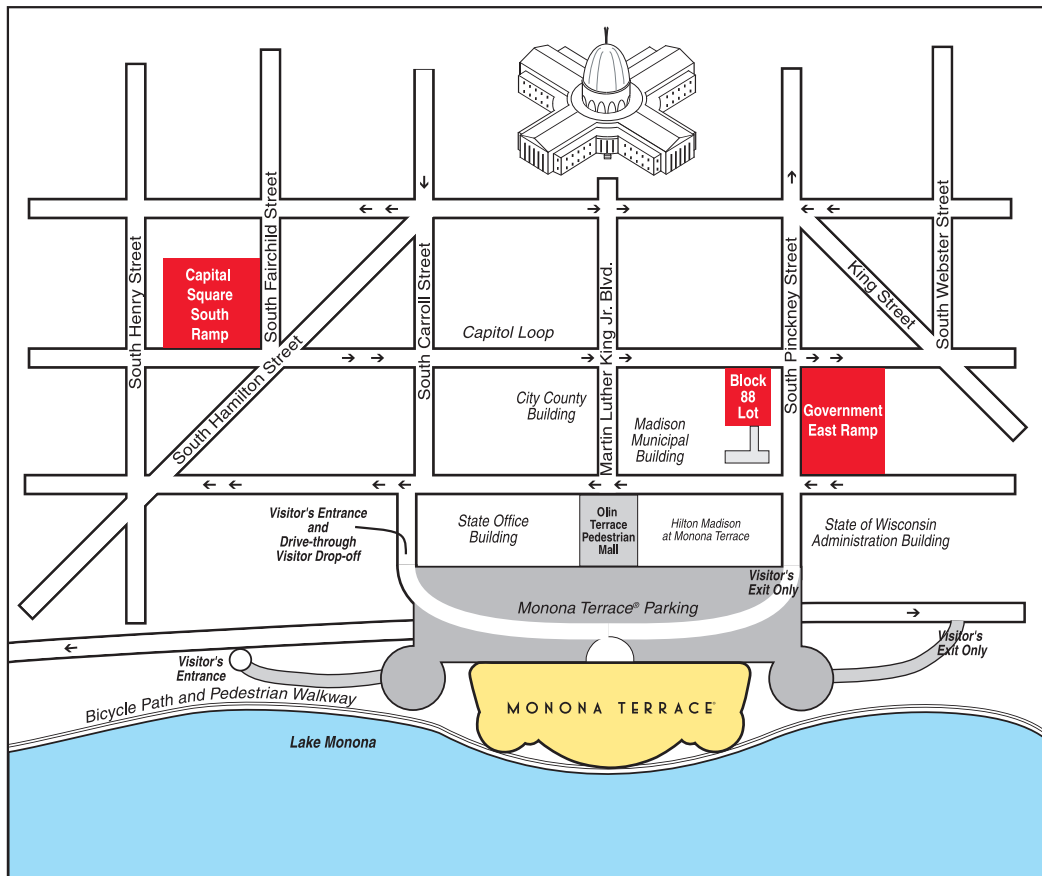 South Henry Street
South Fairchild Street
South Hamilton Street
South Carroll Street
Martin Luther King Jr. Blvd.
South Pinckney Street
King Street
South Webster Street
Capital
Square
South
Ramp
Capitol Loop
City County
Building
Madison
Municipal
Building
Block
88
Lot
Government
East Ramp
Visitor's Entrance
and
Drive-through
Visitor Drop-off
State Office
Building
Olin
Terrace
Pedestrian
Mall
Hilton Madison
at Monona Terrace
State of Wisconsin
Administration Building
Visitor's
Exit Only
Monona Terrace® Parking
Visitor's
Exit Only
Visitor's
Entrance
Bicycle Path and Pedestrian Walkway
MONONA TERRACE®
Lake Monona